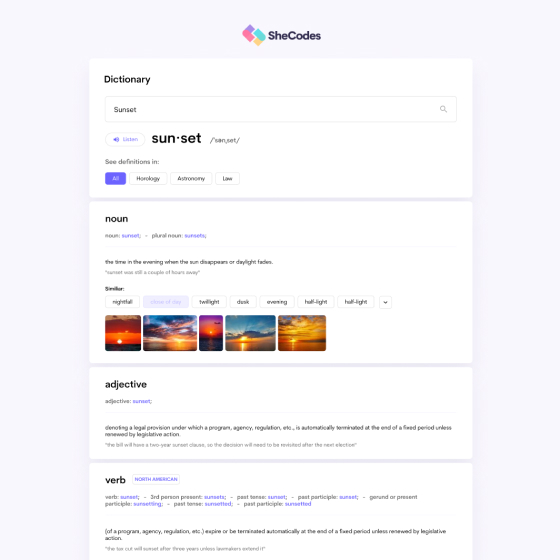 SheCodes
Dictionary
Sunset
Listen
sun·set
/ˈsənˌset/
See definitions in:
All
Horology
Astronomy
Law
noun
noun: sunset; - plural noun: sunsets;
the time in the evening when the sun disappears or daylight fades.
"sunset was still a couple of hours away"
Similiar:
nightfall
close of day
twillight
dusk
evening
half-light
half-light
adjective
adjective: sunset;
denoting a legal provision under which a program, agency, regulation, etc., is automatically terminated at the end of a fixed period unless
renewed by legislative action.
"the bill will have a two-year sunset clause, so the decision will need to be revisited after the next election"
verb
NORTH AMERICAN
verb: sunset; - 3rd person present: sunsets; - past tense: sunset; - past participle: sunset; - gerund or present
participle: sunsetting; - past tense: sunsetted; - past participle: sunsetted
(of a program, agency, regulation, etc.) expire or be terminated automatically at the end of a fixed period unless renewed by legislative
action.
"the tax cut will sunset after three years unless lawmakers extend it"